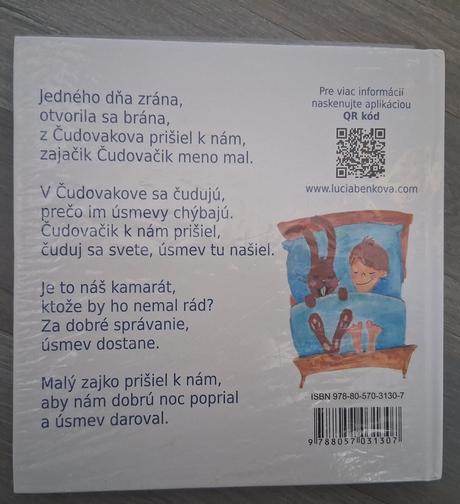 Jedného dňa zrána,
otvorila sa brána,
z Čudovakova prišiel k nám,
zajačik Čudovačik meno mal.
V Čudovakove sa čudujú,
prečo im úsmevy chýbajú.
Čudovačik k nám prišiel,
čuduj sa svete, úsmev tu našiel.
Je to náš kamarát,
ktože by ho nemal rád?
Za dobré správanie,
úsmev dostane.
Malý zajko prišiel k nám,
aby nám dobrú noc poprial
a úsmev daroval.
Pre viac informácií
naskenujte aplikáciou
QR kód
www.luciabenkova.com
ISBN 978-80-570-3130-7
9 788057 031307